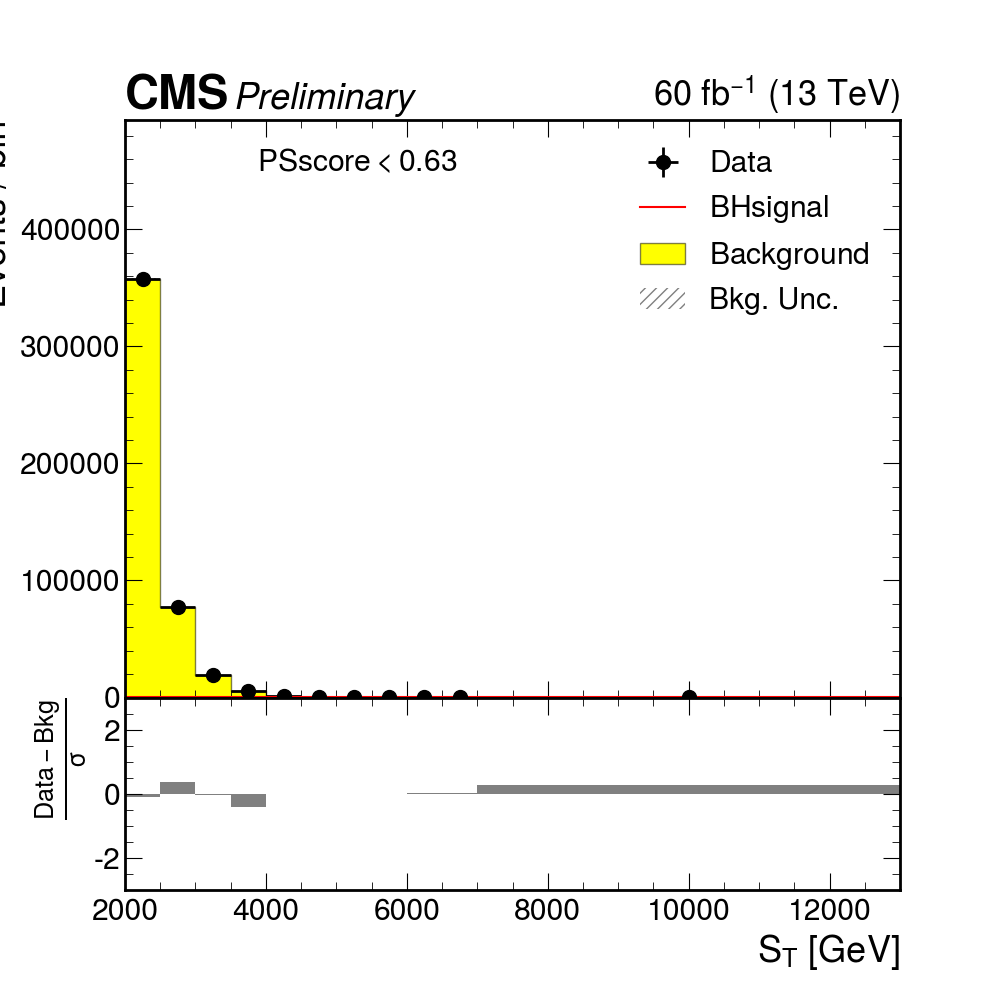 CMS Preliminary 60 fb⁻¹ (13 TeV)
PSscore < 0.63
Data
BHsignal
Background
Bkg. Unc.
400000
300000
200000
100000
0
Data – Bkg
σ
2
0
-2
2000 4000 6000 8000 10000 12000
S_T [GeV]